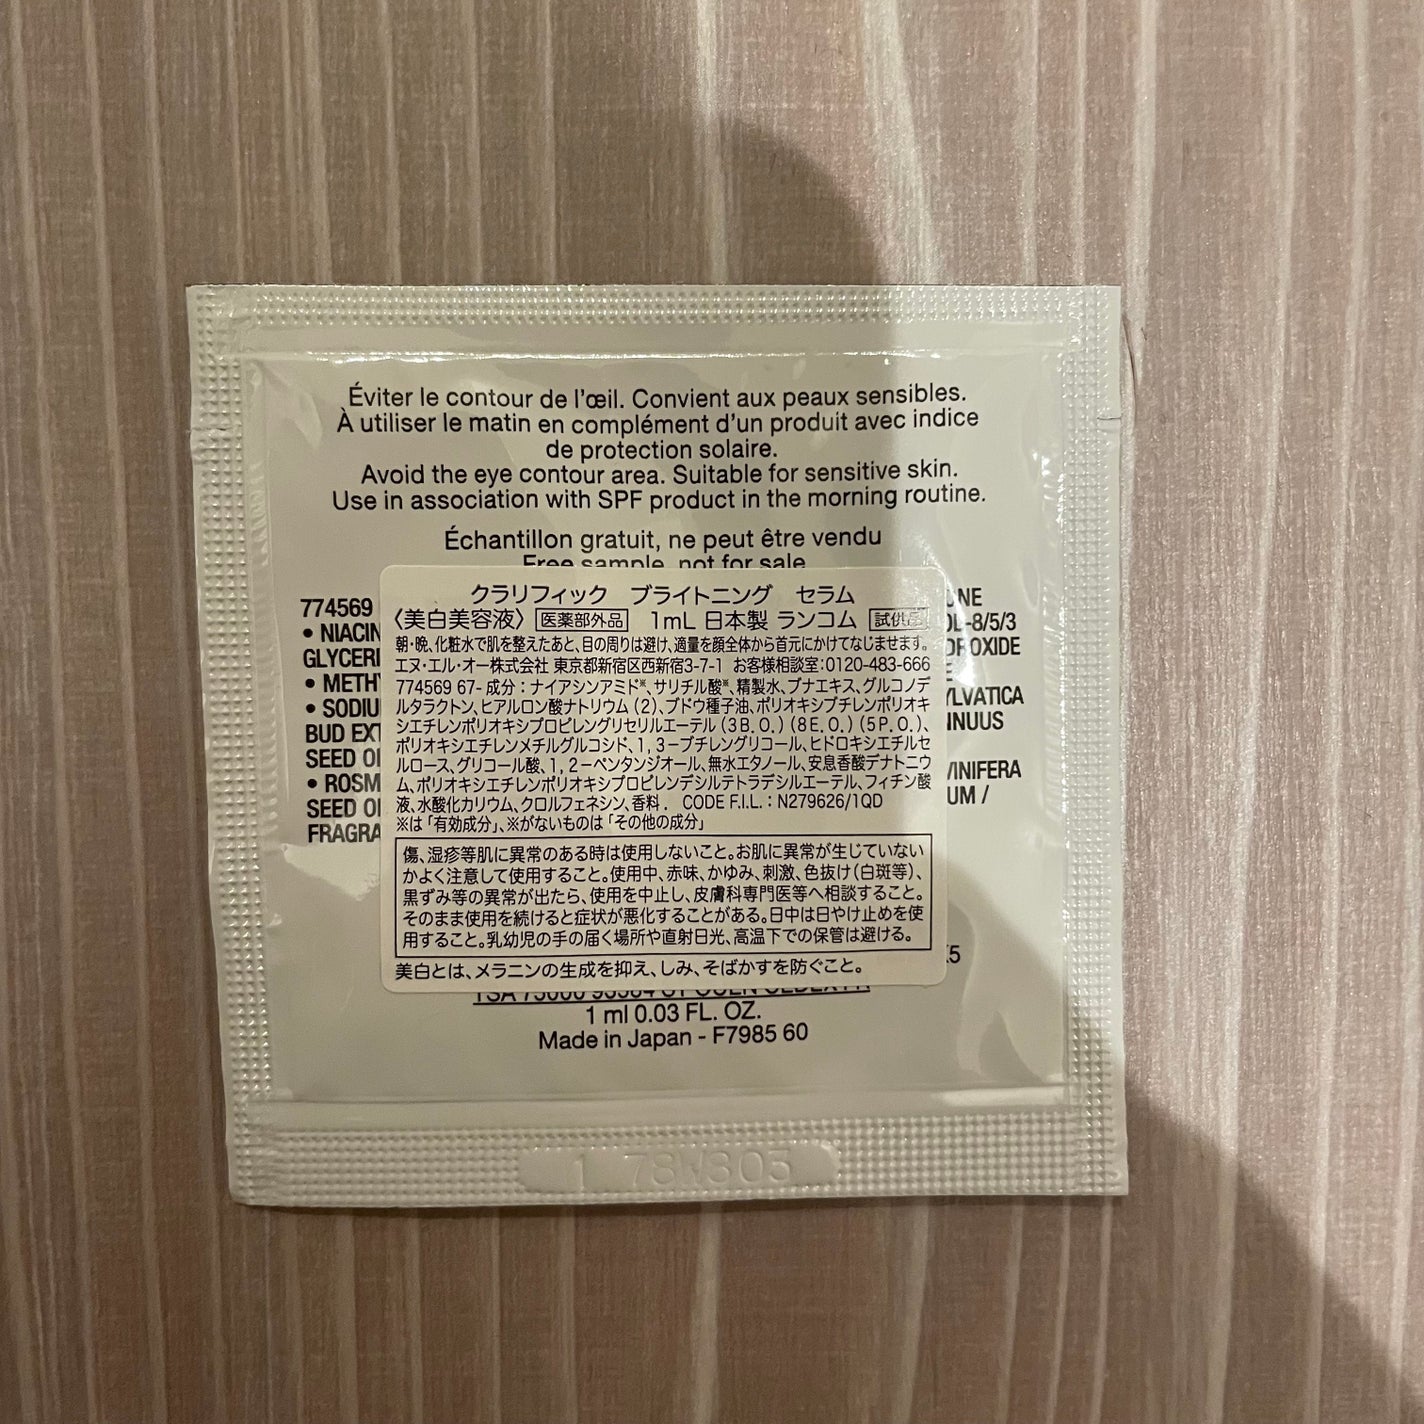 Éviter le contour de l'œil. Convient aux peaux sensibles.
À utiliser le matin en complément d'un produit avec indice
de protection solaire.
Avoid the eye contour area. Suitable for sensitive skin.
Use in association with SPF product in the morning routine.
Échantillon gratuit, ne peut être vendu
Free sample, not for sale
クラリフィック ブライトニング セラム
〈美白美容液〉 医薬部外品 1mL 日本製 ランコム 試供品
朝・晩、化粧水で肌を整えたあと、目の周りは避け、適量を顔全体から首元にかけてなじませます。
エヌ・エル・オー株式会社 東京都新宿区西新宿3-7-1 お客様相談室:0120-483-666
774569 67- 成分：ナイアシンアミド※、サリチル酸※、精製水、ブナエキス、グルコノデ
ルタラクトン、ヒアルロン酸ナトリウム（2）、ブドウ種子油、ポリオキシブチレンポリオキ
シエチレンポリオキシプロピレングリセリルエーテル（3B.O.）（8E.O.）（5P.O.）、
ポリオキシエチレンメチルグルコシド、1,3－ブチレングリコール、ヒドロキシエチルセ
ルロース、グリコール酸、1,2－ペンタンジオール、無水エタノール、安息香酸デナトニウ
ム、ポリオキシエチレンポリオキシプロピレンデシルテトラデシルエーテル、フィチン酸
液、水酸化カリウム、クロルフェネシン、香料． CODE F.I.L.：N279626/1QD
※は「有効成分」、※がないものは「その他の成分」
傷、湿疹等肌に異常のある時は使用しないこと。お肌に異常が生じていない
かよく注意して使用すること。使用中、赤味、かゆみ、刺激、色抜け（白斑等）、
黒ずみ等の異常が出たら、使用を中止し、皮膚科専門医等へ相談すること。
そのまま使用を続けると症状が悪化することがある。日中は日やけ止めを使
用すること。乳幼児の手の届く場所や直射日光、高温下での保管は避ける。
美白とは、メラニンの生成を抑え、しみ、そばかすを防ぐこと。
774569
• NIACIN
GLYCERI
• METHY
• SODIU
BUD EXT
SEED OI
• ROSM
SEED OI
FRAGRA
NE
OL-8/5/3
DROXIDE
E
YLVATICA
NNUUS
VINIFERA
UM /
5
1 ml 0.03 FL. OZ.
Made in Japan - F7985 60
1 78W303